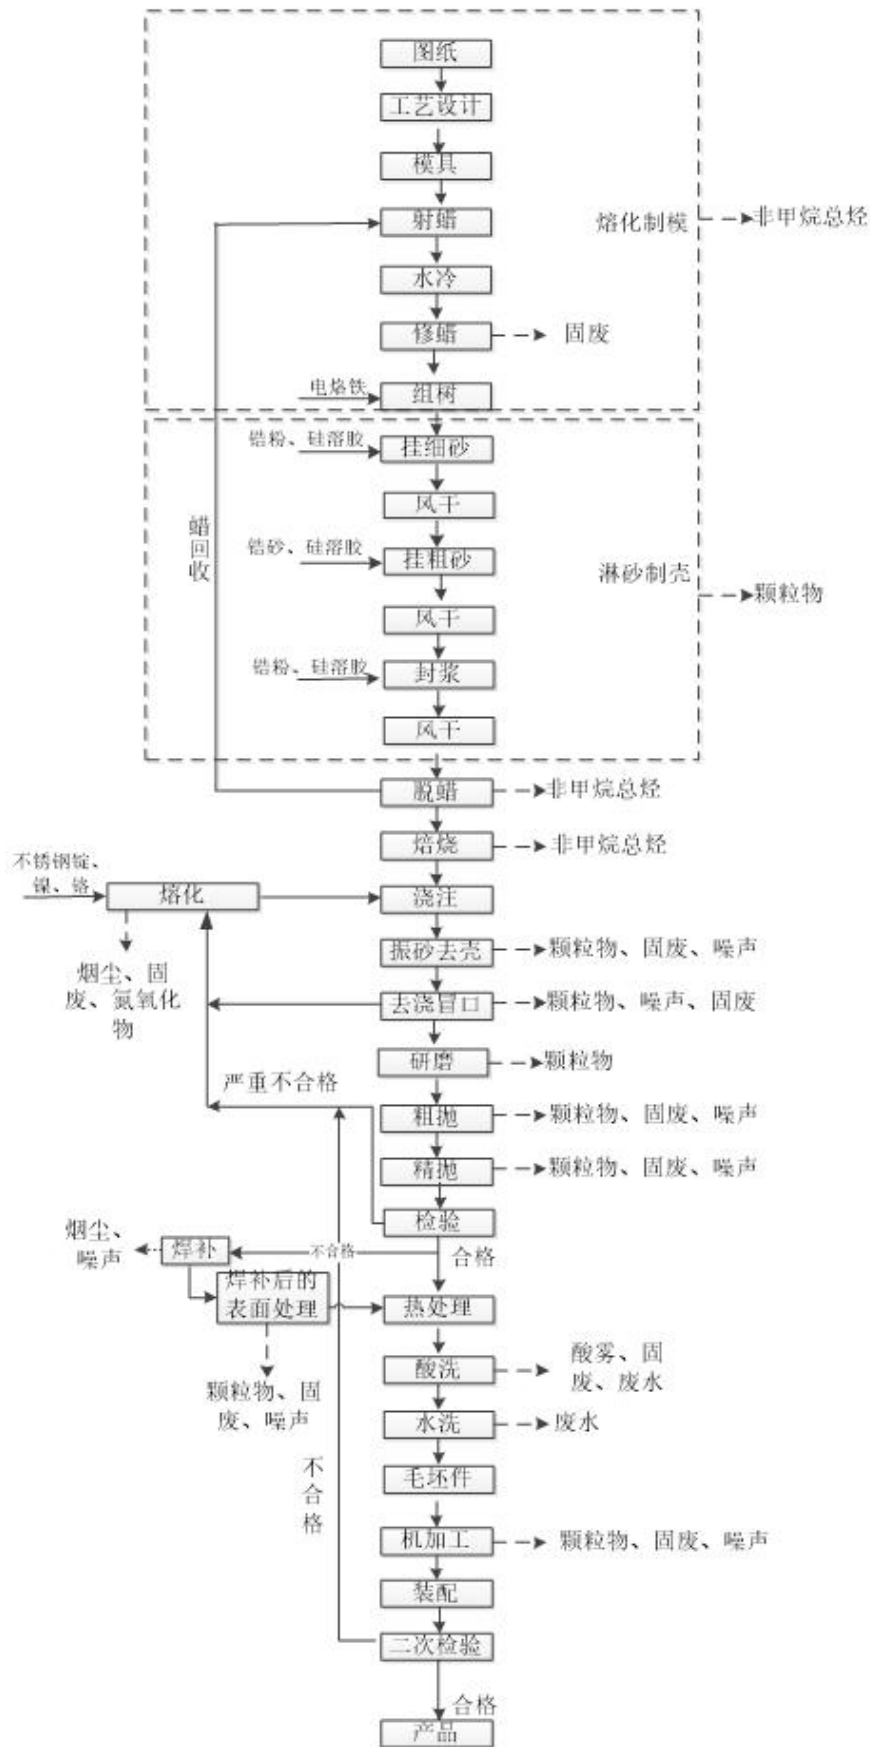 图纸
工艺设计
模具
射蜡
熔化制模
非甲烷总烃
水冷
修蜡
固废
电烙铁
组树
锆粉、硅溶胶
挂细砂
风干
蜡回收
锆砂、硅溶胶
挂粗砂
淋砂制壳
颗粒物
风干
锆粉、硅溶胶
封浆
风干
脱蜡
非甲烷总烃
焙烧
非甲烷总烃
不锈钢锭、
镍、铬
熔化
浇注
烟尘、固
废、氮氧化
物
振砂去壳
颗粒物、固废、噪声
去浇冒口
颗粒物、噪声、固废
研磨
颗粒物
严重不合格
粗抛
颗粒物、固废、噪声
精抛
颗粒物、固废、噪声
检验
烟尘、
噪声
焊补
不合格
合格
焊补后的
表面处理
热处理
颗粒物、固
废、噪声
酸洗
酸雾、固
废、废水
水洗
废水
不合格
毛坯件
机加工
颗粒物、固废、噪声
装配
二次检验
合格
产品